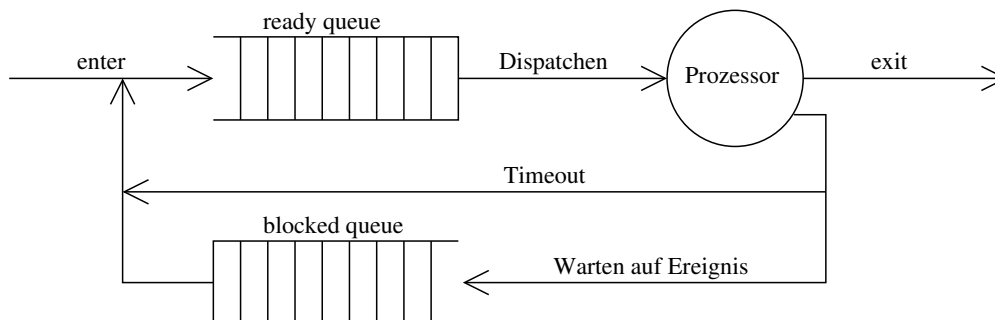 ready queue
enter
Dispatchen
Prozessor
exit
Timeout
blocked queue
Warten auf Ereignis